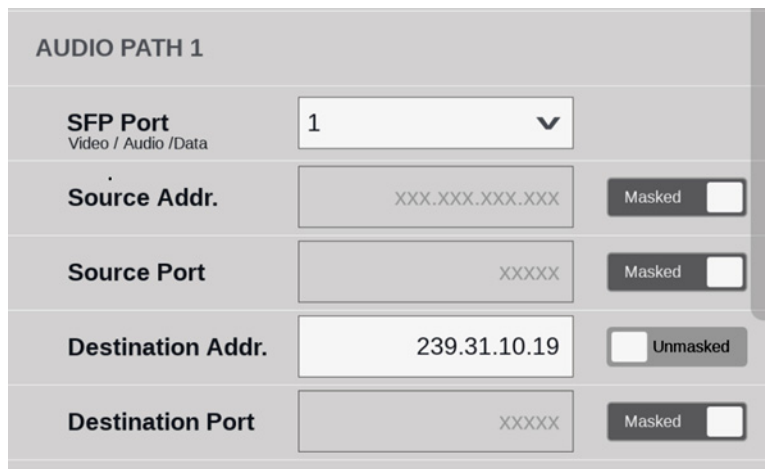 AUDIO PATH 1
SFP Port 1
Video / Audio /Data
Source Addr. xxx.xxx.xxx.xxx Masked
Source Port xxxxx Masked
Destination Addr. 239.31.10.19 Unmasked
Destination Port xxxxx Masked